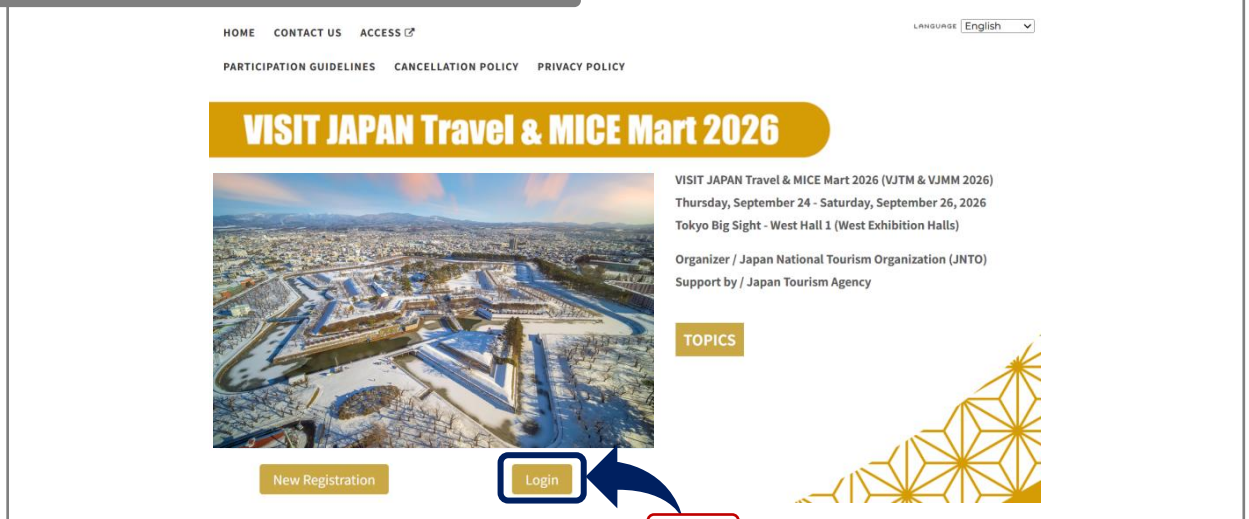 HOME CONTACT US ACCESS
LANGUAGE English
PARTICIPATION GUIDELINES CANCELLATION POLICY PRIVACY POLICY
VISIT JAPAN Travel & MICE Mart 2026
VISIT JAPAN Travel & MICE Mart 2026 (VJTM & VJMM 2026)
Thursday, September 24 - Saturday, September 26, 2026
Tokyo Big Sight - West Hall 1 (West Exhibition Halls)
Organizer / Japan National Tourism Organization (JNTO)
Support by / Japan Tourism Agency
TOPICS
New Registration
Login